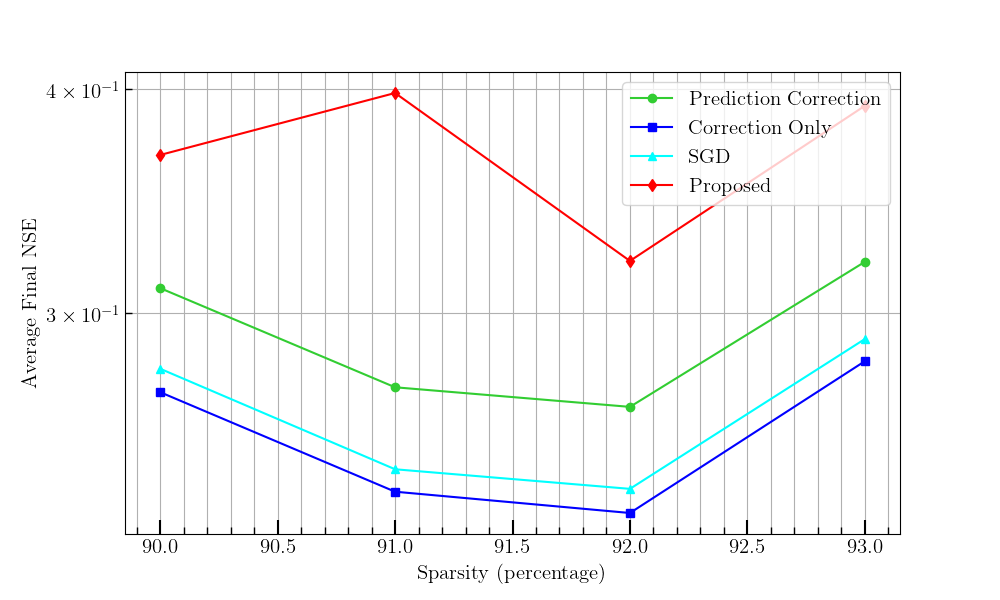 Prediction Correction
Correction Only
SGD
Proposed
4 × 10⁻¹
3 × 10⁻¹
Average Final NSE
90.0 90.5 91.0 91.5 92.0 92.5 93.0
Sparsity (percentage)